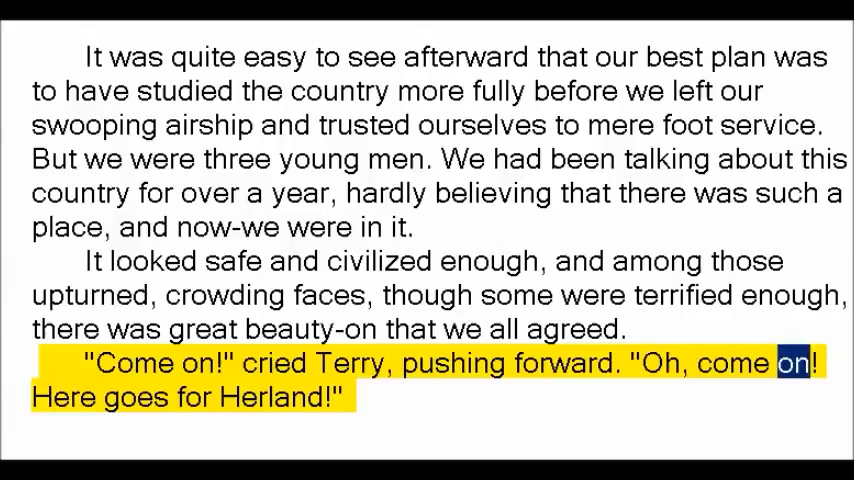 It was quite easy to see afterward that our best plan was
to have studied the country more fully before we left our
swooping airship and trusted ourselves to mere foot service.
But we were three young men. We had been talking about this
country for over a year, hardly believing that there was such a
place, and now-we were in it.
It looked safe and civilized enough, and among those
upturned, crowding faces, though some were terrified enough,
there was great beauty-on that we all agreed.
"Come on!" cried Terry, pushing forward. "Oh, come on!
Here goes for Herland!"